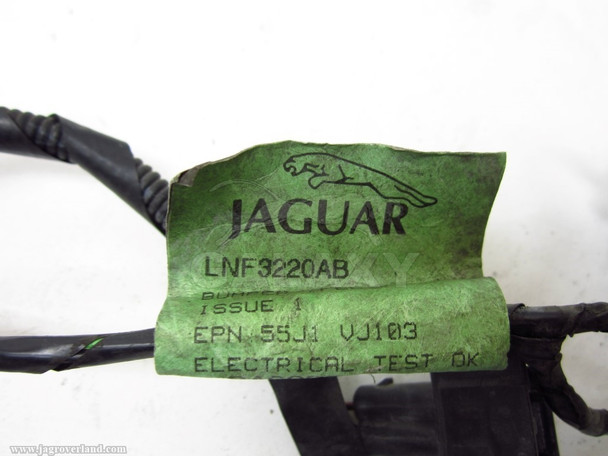 JAGUAR
LNF3220AB
ISSUE 1
EPN 55J1 VJ103
ELECTRICAL TEST OK
www.jagroverland.com